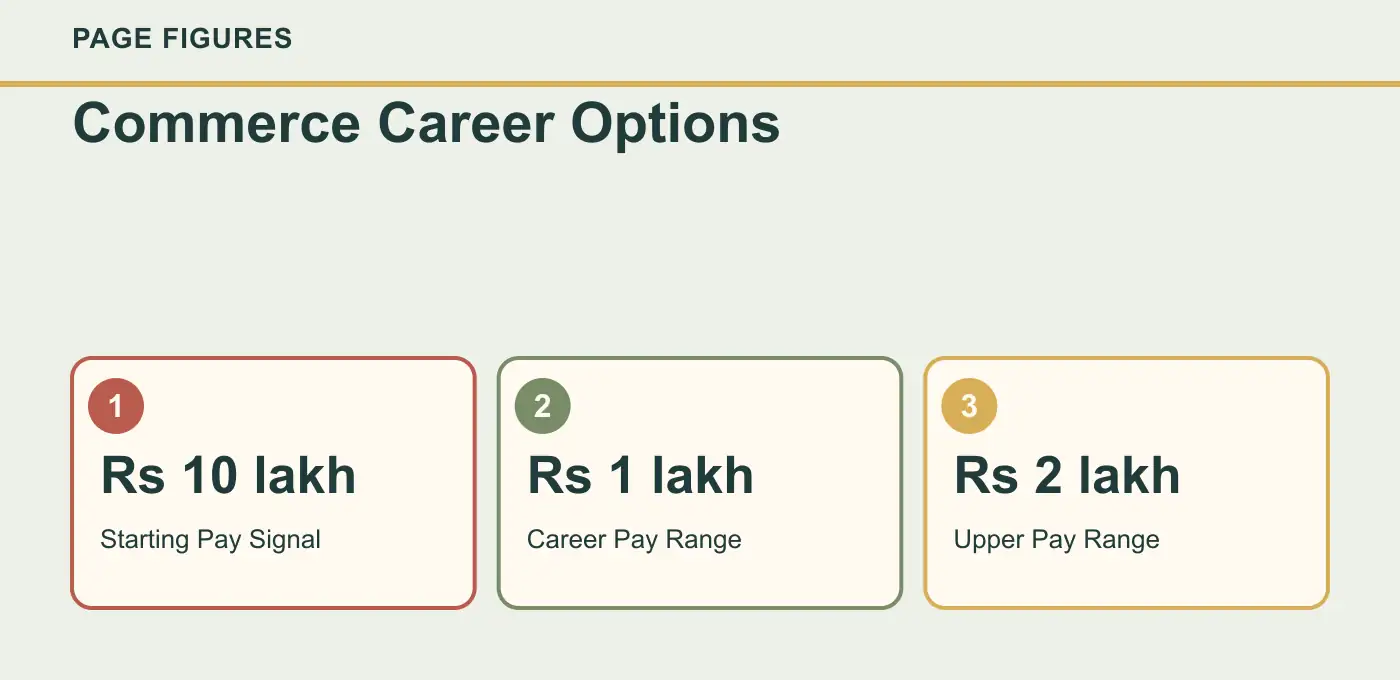 PAGE FIGURES
Commerce Career Options
1
Rs 10 lakh
Starting Pay Signal
2
Rs 1 lakh
Career Pay Range
3
Rs 2 lakh
Upper Pay Range